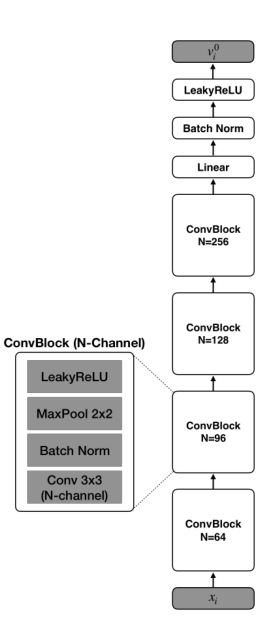 v_i^0
LeakyReLU
Batch Norm
Linear
ConvBlock
N=256
ConvBlock
N=128
ConvBlock (N-Channel)
LeakyReLU
MaxPool 2x2
Batch Norm
Conv 3x3
(N-channel)
ConvBlock
N=96
ConvBlock
N=64
x_i